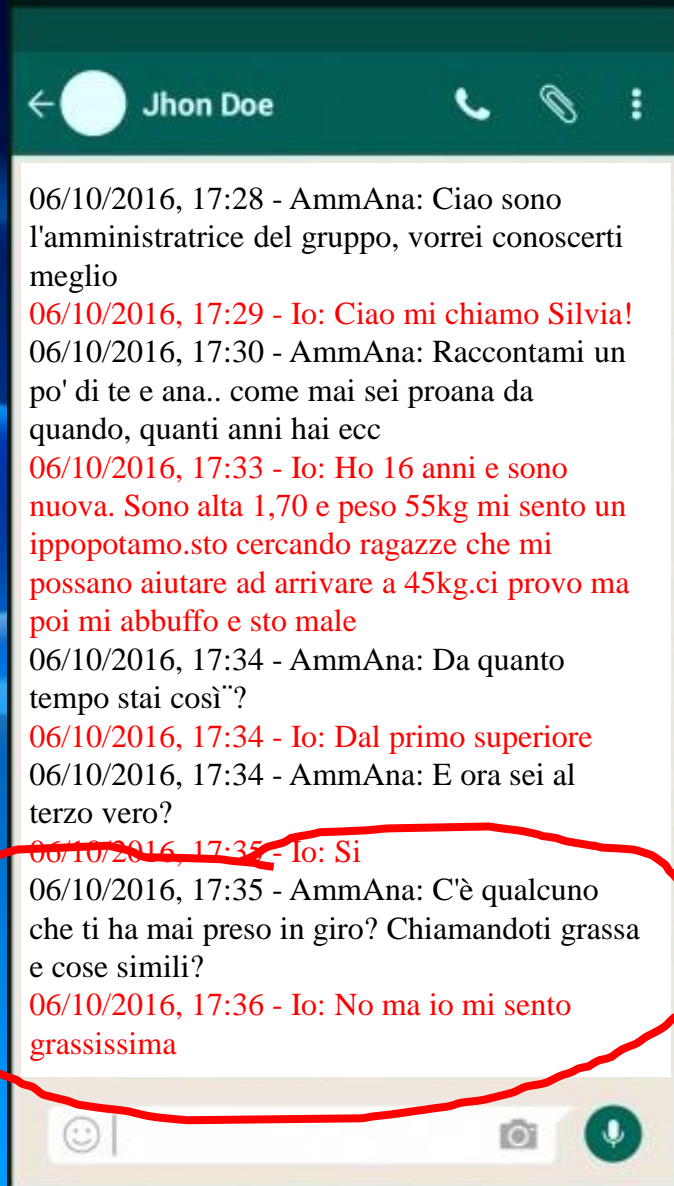 Jhon Doe
06/10/2016, 17:28 - AmmAna: Ciao sono
l'amministratrice del gruppo, vorrei conoscerti
meglio
06/10/2016, 17:29 - Io: Ciao mi chiamo Silvia!
06/10/2016, 17:30 - AmmAna: Raccontami un
po' di te e ana.. come mai sei proana da
quando, quanti anni hai ecc
06/10/2016, 17:33 - Io: Ho 16 anni e sono
nuova. Sono alta 1,70 e peso 55kg mi sento un
ippopotamo.sto cercando ragazze che mi
possano aiutare ad arrivare a 45kg.ci provo ma
poi mi abbuffo e sto male
06/10/2016, 17:34 - AmmAna: Da quanto
tempo stai così¨?
06/10/2016, 17:34 - Io: Dal primo superiore
06/10/2016, 17:34 - AmmAna: E ora sei al
terzo vero?
06/10/2016, 17:35 - Io: Si
06/10/2016, 17:35 - AmmAna: C'è qualcuno
che ti ha mai preso in giro? Chiamandoti grassa
e cose simili?
06/10/2016, 17:36 - Io: No ma io mi sento
grassissima